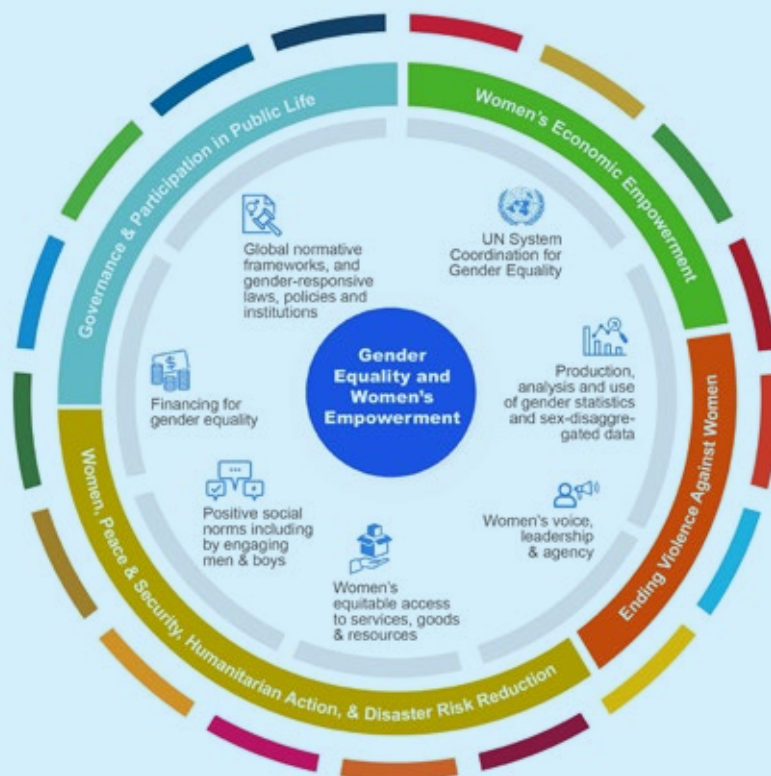 Governance & Participation in Public Life
Women's Economic Empowerment
Ending Violence Against Women
Women, Peace & Security, Humanitarian Action, & Disaster Risk Reduction
Gender
Equality and
Women's
Empowerment
UN System
Coordination for
Gender Equality
Production,
analysis and use
of gender statistics
and sex-disaggre-
gated data
Women's voice,
leadership
& agency
Women's
equitable access
to services, goods
& resources
Positive social
norms including
by engaging
men & boys
Financing for
gender equality
Global normative
frameworks, and
gender-responsive
laws, policies and
institutions